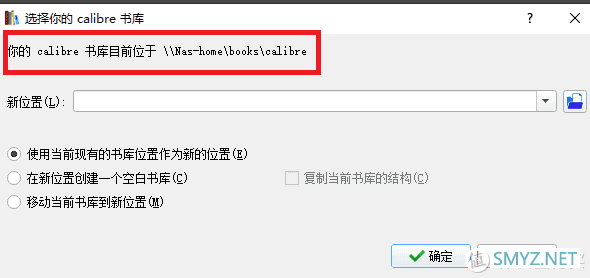 选择你的 calibre 书库
你的 calibre 书库目前位于 \\Nas-home\books\calibre
新位置(L):
使用当前现有的书库位置作为新的位置(E)
在新位置创建一个空白书库(C)
复制当前书库的结构(C)
移动当前书库到新位置(M)
确定
值 SMYZ.NET